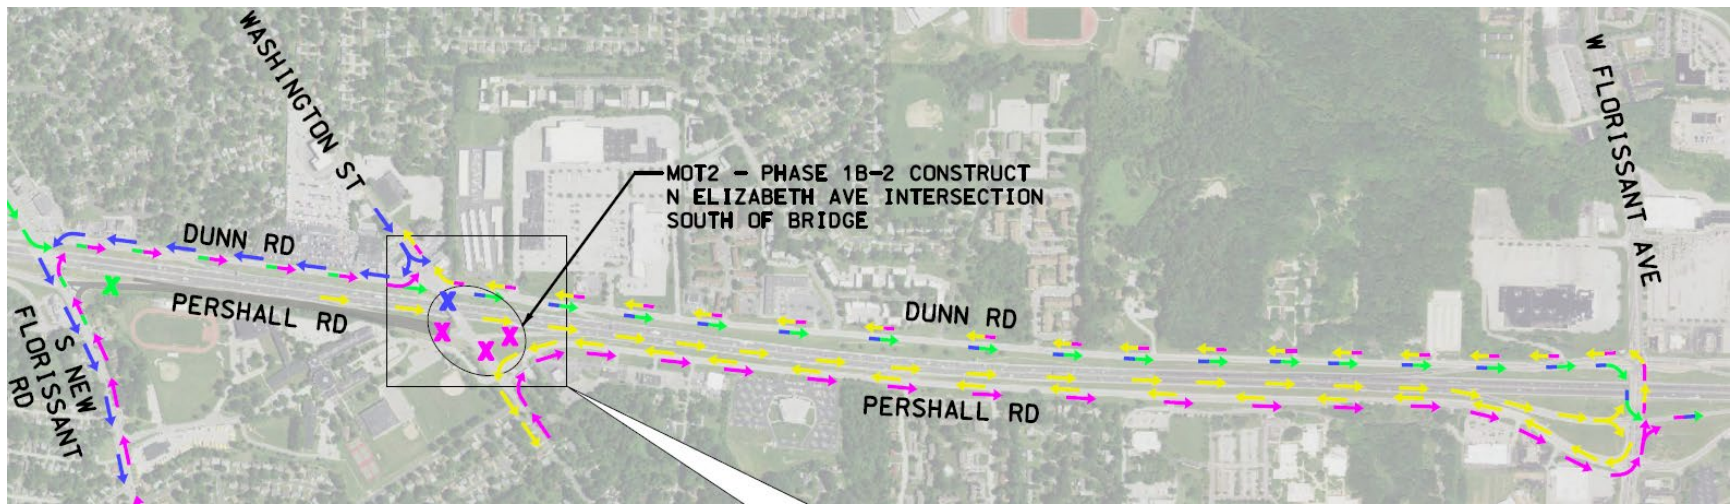 WASHINGTON ST
W FLORISSANT AVE
MOT2 - PHASE 1B-2 CONSTRUCT
N ELIZABETH AVE INTERSECTION
SOUTH OF BRIDGE
DUNN RD
PERSHALL RD
DUNN RD
S NEW
FLORISSANT
RD
PERSHALL RD
X
X
X
X
X